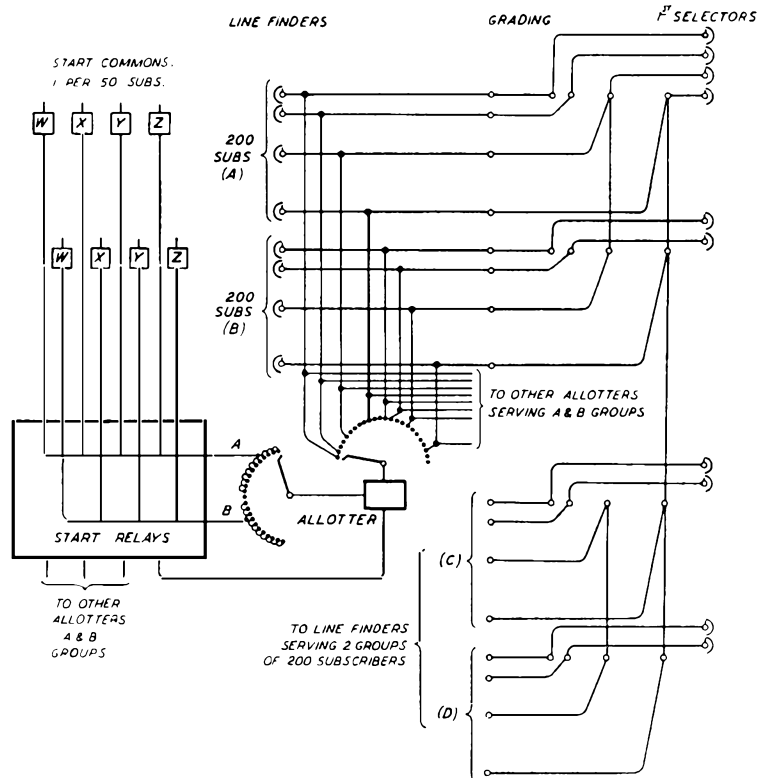 LINE FINDERS
GRADING
1ST SELECTORS
START COMMONS.
1 PER 50 SUBS.
W
X
Y
Z
200
SUBS
(A)
W
X
Y
Z
200
SUBS
(B)
TO OTHER ALLOTTERS
SERVING A & B GROUPS
A
B
ALLOTTER
START RELAYS
TO OTHER
ALLOTTERS
A & B
GROUPS
(C)
TO LINE FINDERS
SERVING 2 GROUPS
OF 200 SUBSCRIBERS
(D)